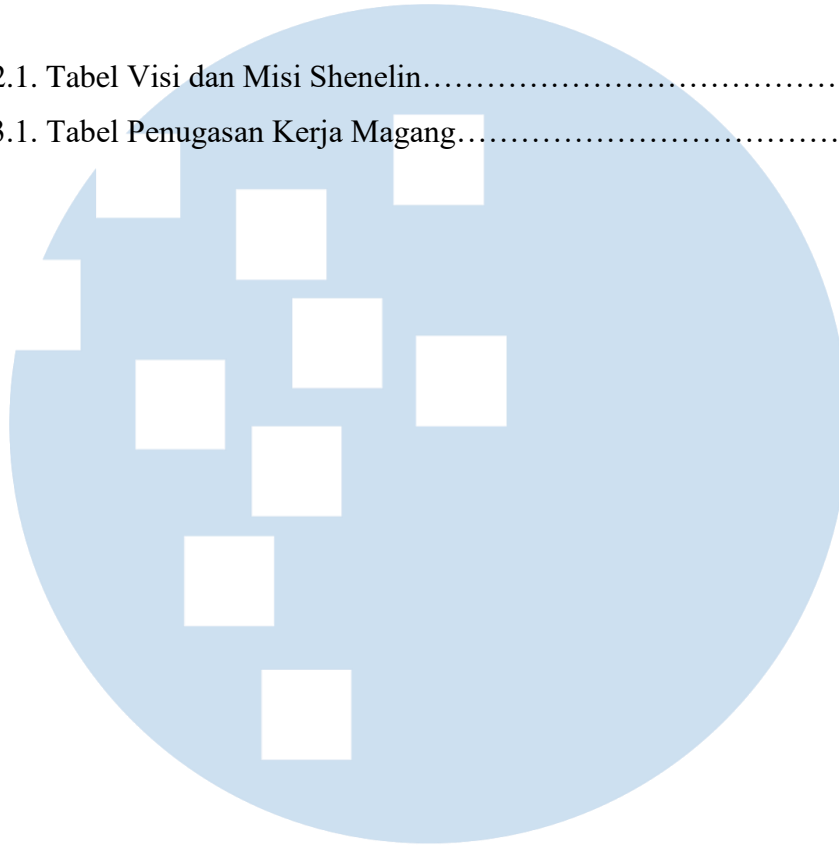 2.1. Tabel Visi dan Misi Shenelin…………………………………
3.1. Tabel Penugasan Kerja Magang………………………………